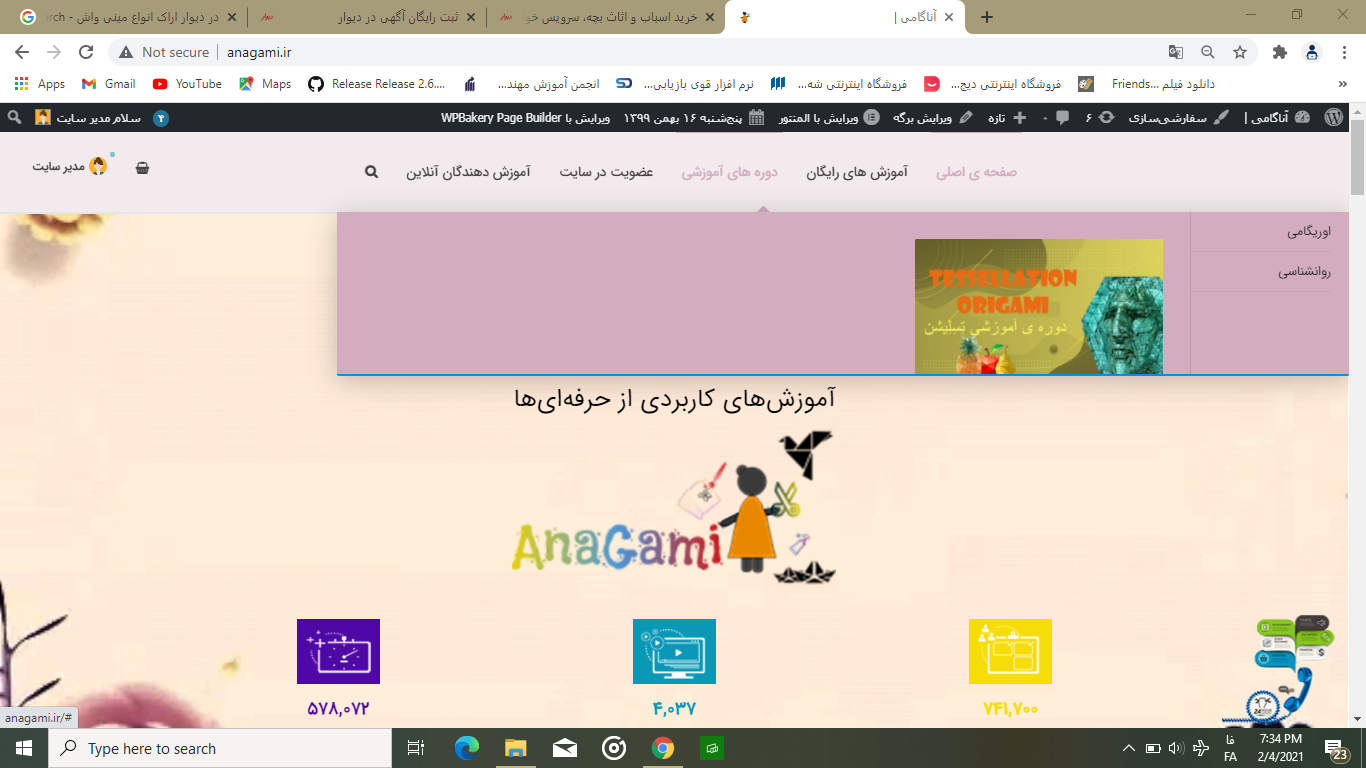 در دیوار اراک انواع مینی واش - rch
ثبت رایگان آگهی در دیوار
خرید اسباب و اثاث بچه، سرویس خو
آناگامی |
Not secure
anagami.ir
Apps
Gmail
YouTube
Maps
Release Release 2.6....
انجمن آموزش مهند...
نرم افزار قوی بازیابی...
فروشگاه اینترنتی شه...
فروشگاه اینترنتی دیج...
دانلود فیلم Friends...
آناگامی |
سفارشی‌سازی
۶
۰
تازه
ویرایش برگه
ویرایش با المنتور
پنج‌شنبه ۱۶ بهمن ۱۳۹۹
ویرایش با WPBakery Page Builder
سلام مدیر سایت
صفحه ی اصلی
آموزش های رایگان
دوره های آموزشی
عضویت در سایت
آموزش دهندگان آنلاین
مدیر سایت
اوریگامی
روانشناسی
TESSELLATION
ORIGAMI
دوره ی آموزشی تسلیشن
آموزش‌های کاربردی از حرفه‌ای‌ها
AnaGami
۷۴۱,۷۰۰
۴,۰۳۷
۵۷۸,۰۷۲
anagami.ir/#
Type here to search
فا
FA
7:34 PM
2/4/2021
23